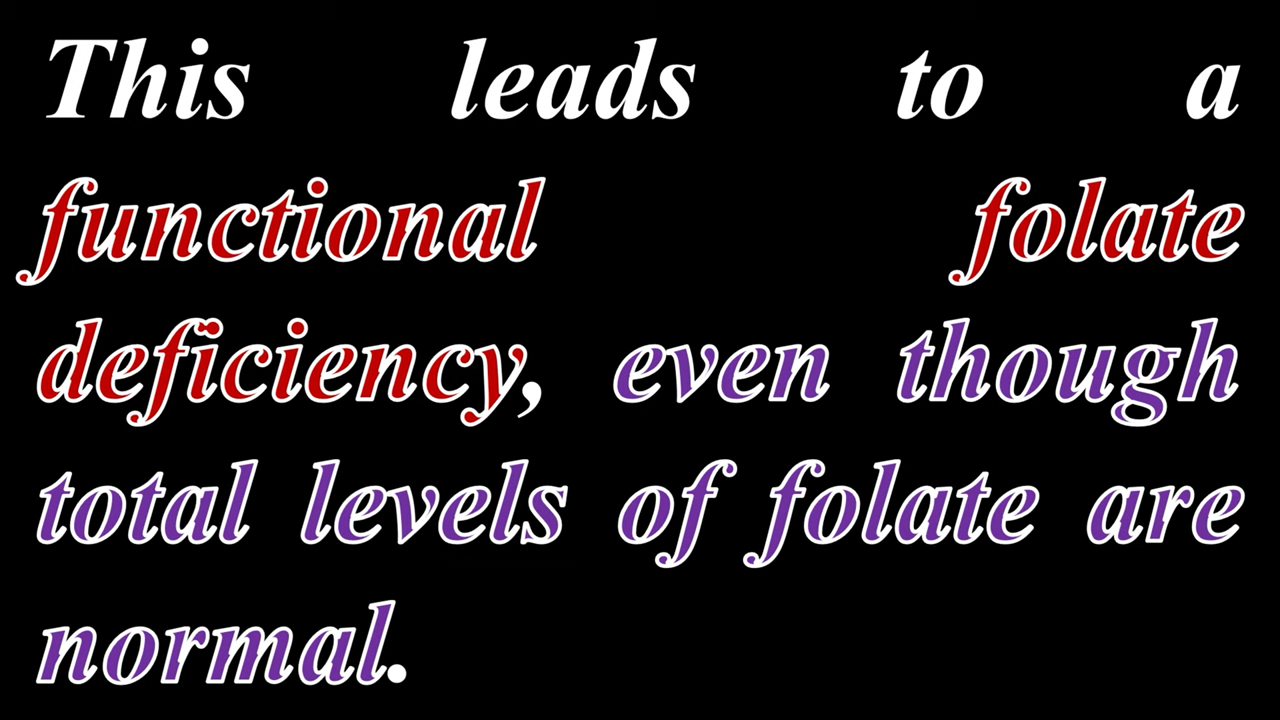 This leads to a
functional folate
deficiency, even though
total levels of folate are
normal.